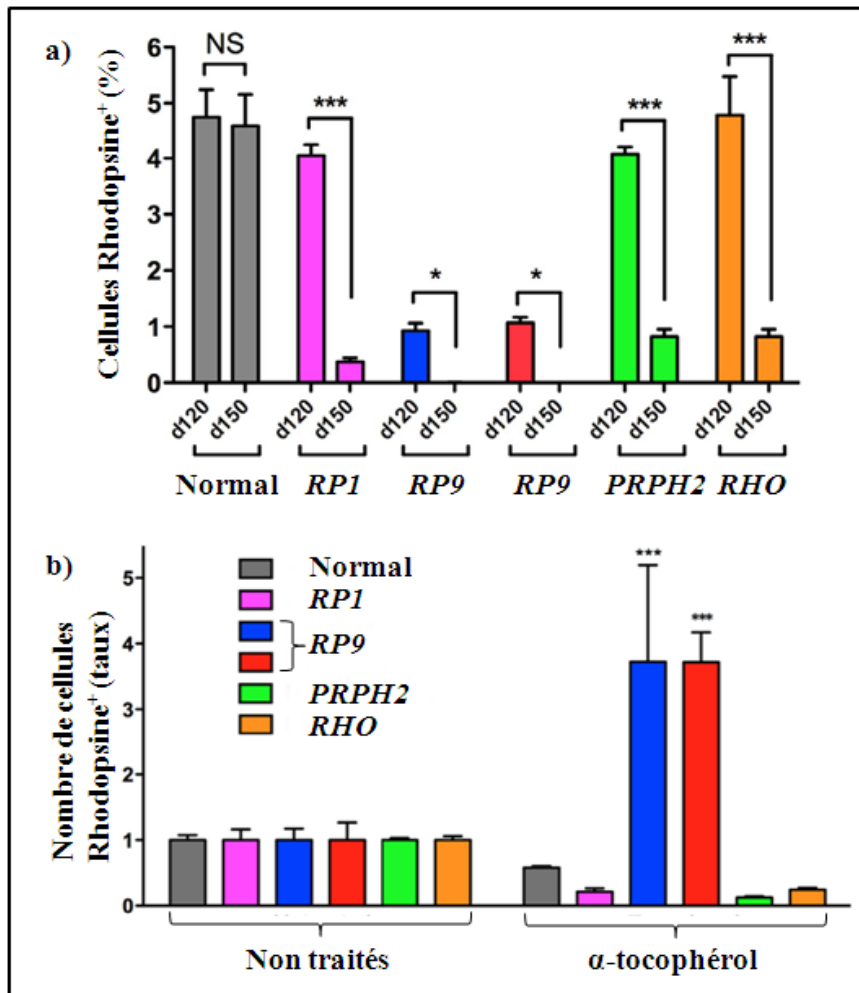 a)
Cellules Rhodopsine⁺ (%)
6
5
4
3
2
1
0
NS
***
*
*
***
***
d120
d150
d120
d150
d120
d150
d120
d150
d120
d150
d120
d150
Normal
RP1
RP9
RP9
PRPH2
RHO
b)
Nombre de cellules
Rhodopsine⁺ (taux)
5
4
3
2
1
0
Normal
RP1
RP9
PRPH2
RHO
***
***
Non traités
α-tocophérol